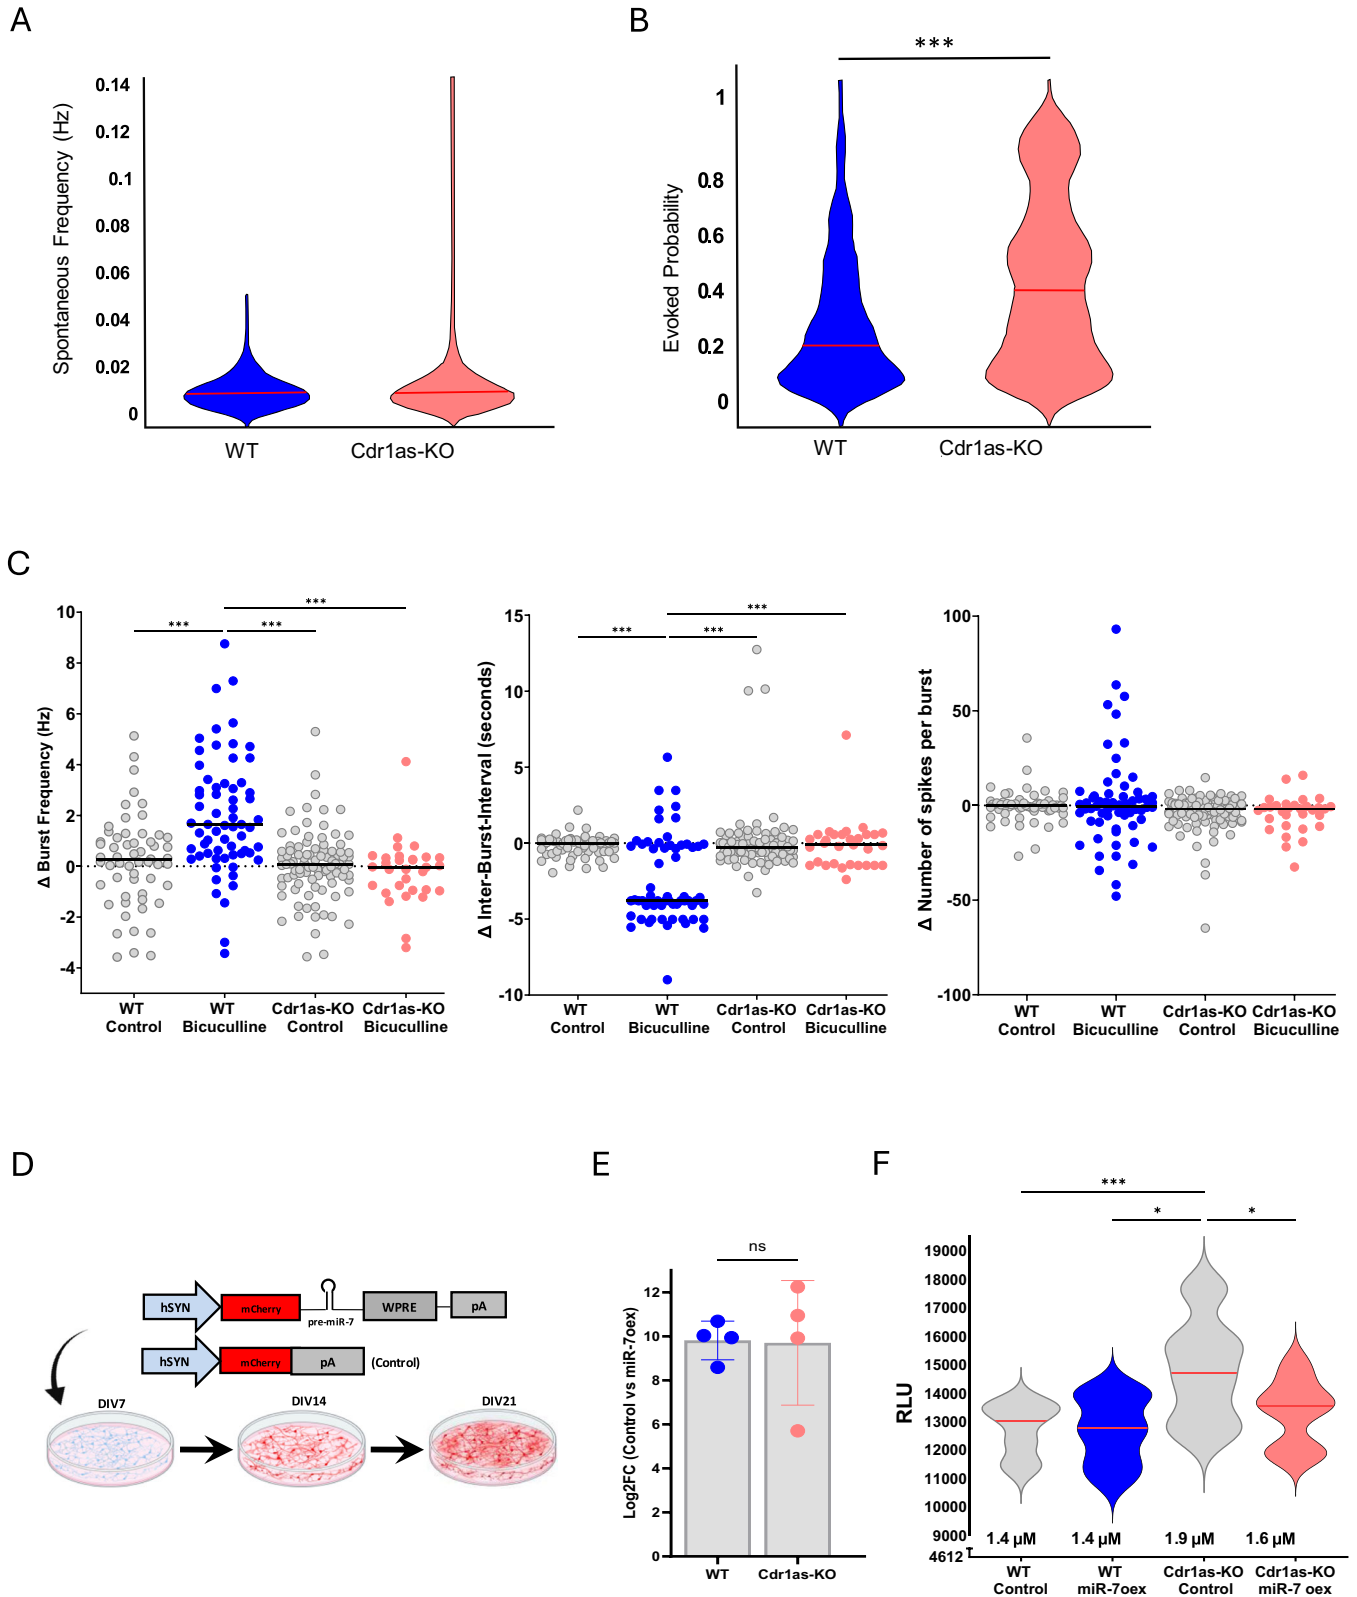 A
Spontaneous Frequency (Hz)
0.14
0.12
0.1
0.08
0.06
0.04
0.02
0
WT
Cdr1as-KO
B
***
Evoked Probability
1
0.8
0.6
0.4
0.2
0
WT
Cdr1as-KO
C
Δ Burst Frequency (Hz)
10
8
6
4
2
0
-2
-4
***
***
***
WT
Control
WT
Bicuculline
Cdr1as-KO
Control
Cdr1as-KO
Bicuculline
Δ Inter-Burst-Interval (seconds)
15
10
5
0
-5
-10
***
***
***
WT
Control
WT
Bicuculline
Cdr1as-KO
Control
Cdr1as-KO
Bicuculline
Δ Number of spikes per burst
100
50
0
-50
-100
WT
Control
WT
Bicuculline
Cdr1as-KO
Control
Cdr1as-KO
Bicuculline
D
hSYN
mCherry
pre-miR-7
WPRE
pA
hSYN
mCherry
pA
(Control)
DIV7
DIV14
DIV21
E
ns
Log2FC (Control vs miR-7oex)
12
10
8
6
4
2
0
WT
Cdr1as-KO
F
***
*
*
RLU
19000
18000
17000
16000
15000
14000
13000
12000
11000
10000
9000
4612
1.4 μM
1.4 μM
1.9 μM
1.6 μM
WT
Control
WT
miR-7oex
Cdr1as-KO
Control
Cdr1as-KO
miR-7 oex